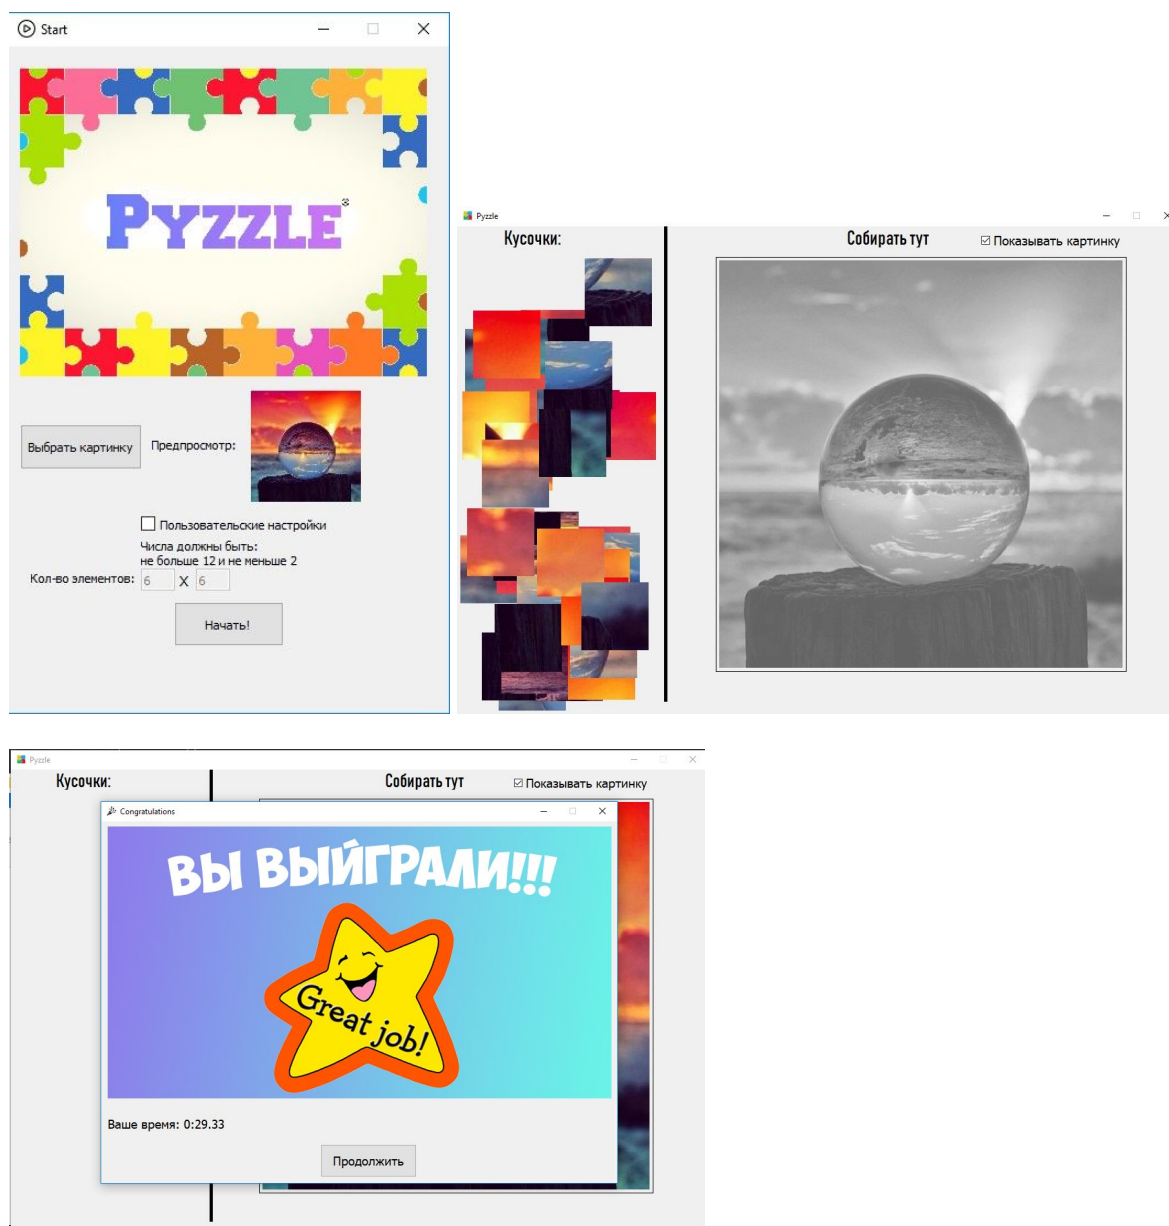 Start
PYZZLE
Выбрать картинку
Предпросмотр:
Пользовательские настройки
Числа должны быть:
не больше 12 и не меньше 2
Кол-во элементов: 6 X 6
Начать!
Pyzzle
Кусочки:
Собирать тут
Показывать картинку
Pyzzle
Кусочки:
Собирать тут
Показывать картинку
Congratulations
ВЫ ВЫЙГРАЛИ!!!
Great job!
Ваше время: 0:29.33
Продолжить